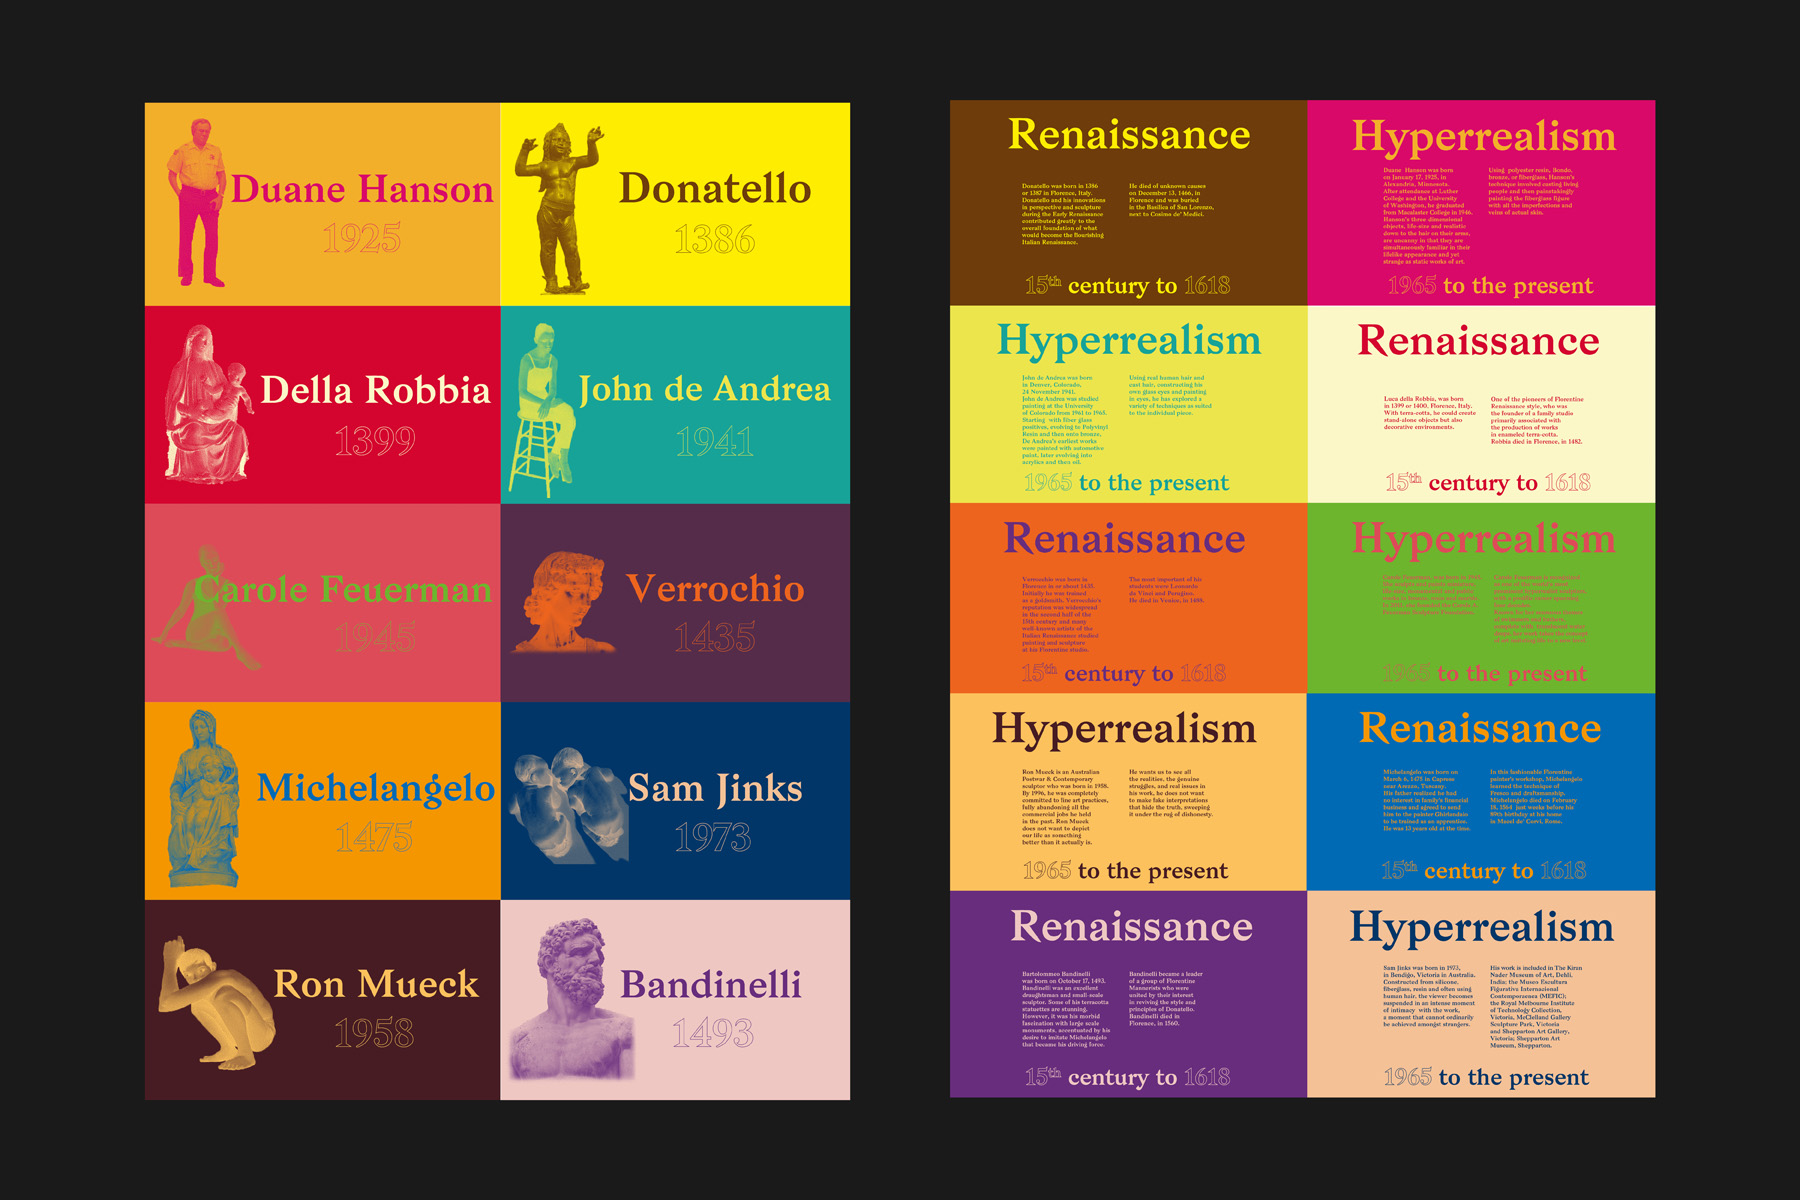 Duane Hanson
1925
Donatello
1386
Della Robbia
1399
John de Andrea
1941
Carole Feuerman
1945
Verrochio
1435
Michelangelo
1475
Sam Jinks
1973
Ron Mueck
1958
Bandinelli
1493
Renaissance
Donatello was born in 1386
or 1387 in Florence, Italy.
Donatello and his innovations
in perspective and sculpture
during the Early Renaissance
contributed greatly to the
overall foundation of what
would become the flourishing
Italian Renaissance.
He died of unknown causes
on December 13, 1466, in
Florence and was buried
in the Basilica of San Lorenzo,
next to Cosimo de' Medici.
15th century to 1618
Hyperrealism
Duane Hanson was born
on January 17, 1925, in
Alexandria, Minnesota.
After attendance at Luther
College and the University
of Washington, he graduated
from Macalaster College in 1946.
Hanson's three dimensional
objects, life-size and realistic
down to the hair on their arms,
are uncanny in that they are
simultaneously familiar in their
lifelike appearance and yet
strange as static works of art.
Using polyester resin, Bondo,
bronze, or fiberglass, Hanson's
technique involved casting living
people and then painstakingly
painting the fiberglass figure
with all the imperfections and
veins of actual skin.
1965 to the present
Hyperrealism
John de Andrea was born
in Denver, Colorado,
24 November 1941.
John de Andrea was studied
painting at the University
of Colorado from 1961 to 1965.
Starting with fiber glass
positives, evolving to Polyvinyl
Resin and then onto bronze.
De Andrea's earliest works
were painted with automotive
paint, later evolving into
acrylics and then oil.
Using real human hair and
cast hair, constructing his
own glass eyes and painting
in eyes, he has explored a
variety of techniques as suited
to the individual piece.
1965 to the present
Renaissance
Luca della Robbia, was born
in 1399 or 1400, Florence, Italy.
With terra-cotta, he could create
stand-alone objects but also
decorative environments.
One of the pioneers of Florentine
Renaissance style, who was
the founder of a family studio
primarily associated with
the production of works
in enameled terra-cotta.
Robbia died in Florence, in 1482.
15th century to 1618
Renaissance
Verrocchio was born in
Florence in or about 1435.
Initially he was trained
as a goldsmith. Verrocchio's
reputation was widespread
in the second half of the
15th century and many
well-known artists of the
Italian Renaissance studied
painting and sculpture
at his Florentine studio.
The most important of his
students were Leonardo
da Vinci and Perugino.
He died in Venice, in 1488.
15th century to 1618
Hyperrealism
1965 to the present
Hyperrealism
Ron Mueck is an Australian
Postwar & Contemporary
sculptor who was born in 1958.
By 1996, he was completely
committed to fine art practices,
fully abandoning all the
commercial jobs he held
in the past. Ron Mueck
does not want to depict
our life as something
better than it actually is.
He wants us to see all
the realities, the genuine
struggles, and real issues in
his work, he does not want
to make fake interpretations
that hide the truth, sweeping
it under the rug of dishonesty.
1965 to the present
Renaissance
Michelangelo was born on
March 6, 1475 in Caprese
near Arezzo, Tuscany.
His father realized he had
no interest in family's financial
business and agreed to send
him to the painter Ghirlandaio
to be trained as an apprentice.
He was 13 years old at the time.
In this fashionable Florentine
painter's workshop, Michelangelo
learned the technique of
Fresco and draftsmanship.
Michelangelo died on February
18, 1564 just weeks before his
89th birthday at his home
in Macel de' Corvi, Rome.
15th century to 1618
Renaissance
Bartolommeo Bandinelli
was born on October 17, 1493.
Bandinelli was an excellent
draughtsman and small-scale
sculptor. Some of his terracotta
statuettes are stunning.
However, it was his morbid
fascination with large scale
monuments, accentuated by his
desire to imitate Michelangelo
that became his driving force.
Bandinelli became a leader
of a group of Florentine
Mannerists who were
united by their interest
in reviving the style and
principles of Donatello.
Bandinelli died in
Florence, in 1560.
15th century to 1618
Hyperrealism
Sam Jinks was born in 1973,
in Bendigo, Victoria in Australia.
Constructed from silicone,
fiberglass, resin and often using
human hair, the viewer becomes
suspended in an intense moment
of intimacy with the work,
a moment that cannot ordinarily
be achieved amongst strangers.
His work is included in The Kiran
Nader Museum of Art, Dehli,
India; the Museo Escultura
Figurativa Internacional
Contemporanea (MEFIC);
the Royal Melbourne Institute
of Technology Collection,
Victoria, McClelland Gallery
Sculpture Park, Victoria
and Shepparton Art Gallery,
Victoria; Shepparton Art
Museum, Shepparton.
1965 to the present